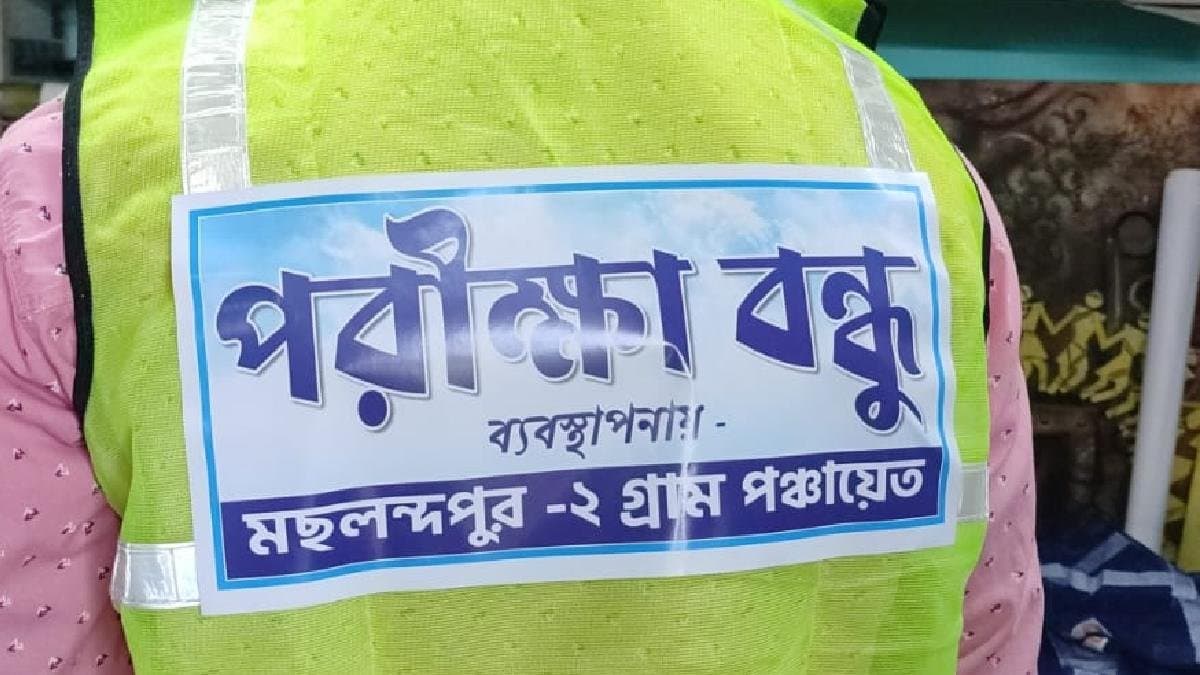 পরীক্ষা বন্ধু
ব্যবস্থাপনায় -
মছলন্দপুর -২ গ্রাম পঞ্চায়েত